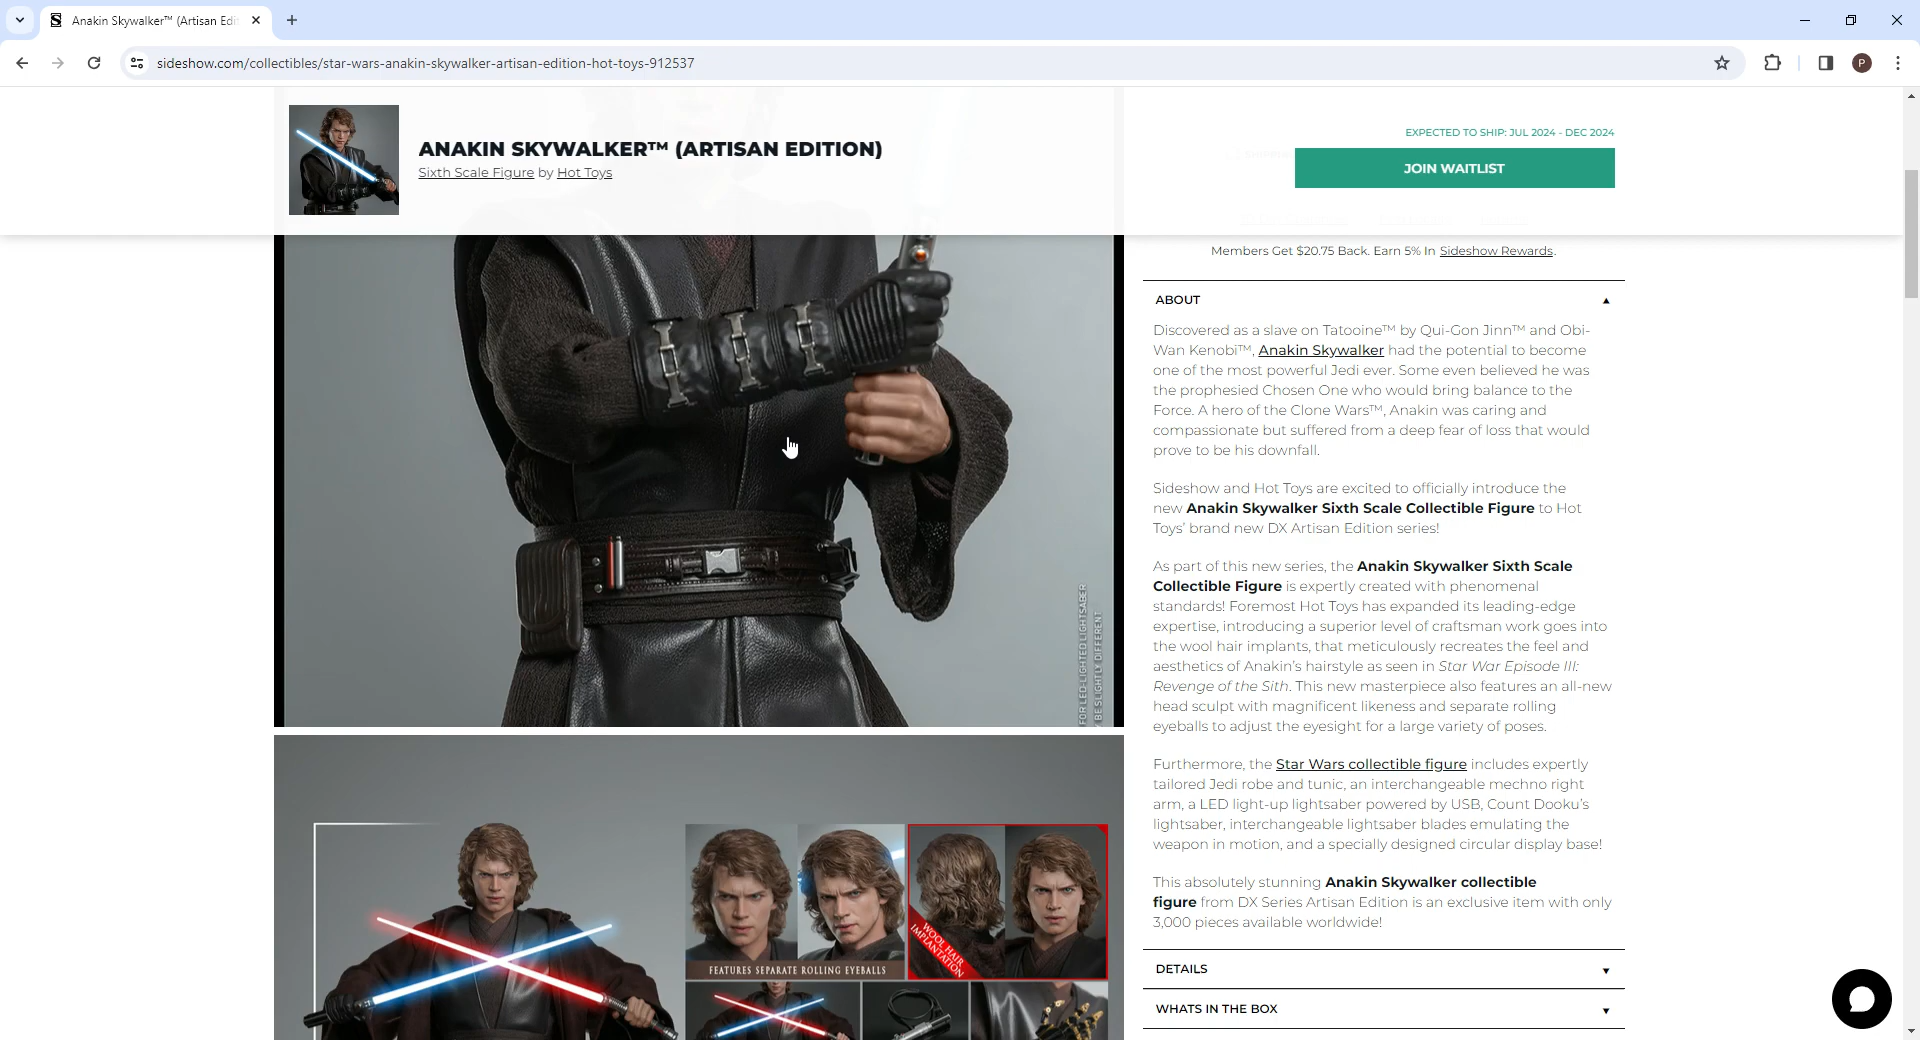 Anakin Skywalker™ (Artisan Edi
sideshow.com/collectibles/star-wars-anakin-skywalker-artisan-edition-hot-toys-912537
P
ANAKIN SKYWALKER™ (ARTISAN EDITION)
Sixth Scale Figure by Hot Toys
EXPECTED TO SHIP: JUL 2024 - DEC 2024
JOIN WAITLIST
FOR LED-LIGHTED LIGHTSABER
BE SLIGHTLY DIFFERENT
FEATURES SEPARATE ROLLING EYEBALLS
WOOL HAIR
IMPLANTATION
Members Get $20.75 Back. Earn 5% In Sideshow Rewards.
ABOUT
Discovered as a slave on Tatooine™ by Qui-Gon Jinn™ and Obi-
Wan Kenobi™, Anakin Skywalker had the potential to become
one of the most powerful Jedi ever. Some even believed he was
the prophesied Chosen One who would bring balance to the
Force. A hero of the Clone Wars™, Anakin was caring and
compassionate but suffered from a deep fear of loss that would
prove to be his downfall.
Sideshow and Hot Toys are excited to officially introduce the
new Anakin Skywalker Sixth Scale Collectible Figure to Hot
Toys' brand new DX Artisan Edition series!
As part of this new series, the Anakin Skywalker Sixth Scale
Collectible Figure is expertly created with phenomenal
standards! Foremost Hot Toys has expanded its leading-edge
expertise, introducing a superior level of craftsman work goes into
the wool hair implants, that meticulously recreates the feel and
aesthetics of Anakin's hairstyle as seen in Star War Episode III:
Revenge of the Sith. This new masterpiece also features an all-new
head sculpt with magnificent likeness and separate rolling
eyeballs to adjust the eyesight for a large variety of poses.
Furthermore, the Star Wars collectible figure includes expertly
tailored Jedi robe and tunic, an interchangeable mechno right
arm, a LED light-up lightsaber powered by USB, Count Dooku's
lightsaber, interchangeable lightsaber blades emulating the
weapon in motion, and a specially designed circular display base!
This absolutely stunning Anakin Skywalker collectible
figure from DX Series Artisan Edition is an exclusive item with only
3,000 pieces available worldwide!
DETAILS
WHATS IN THE BOX